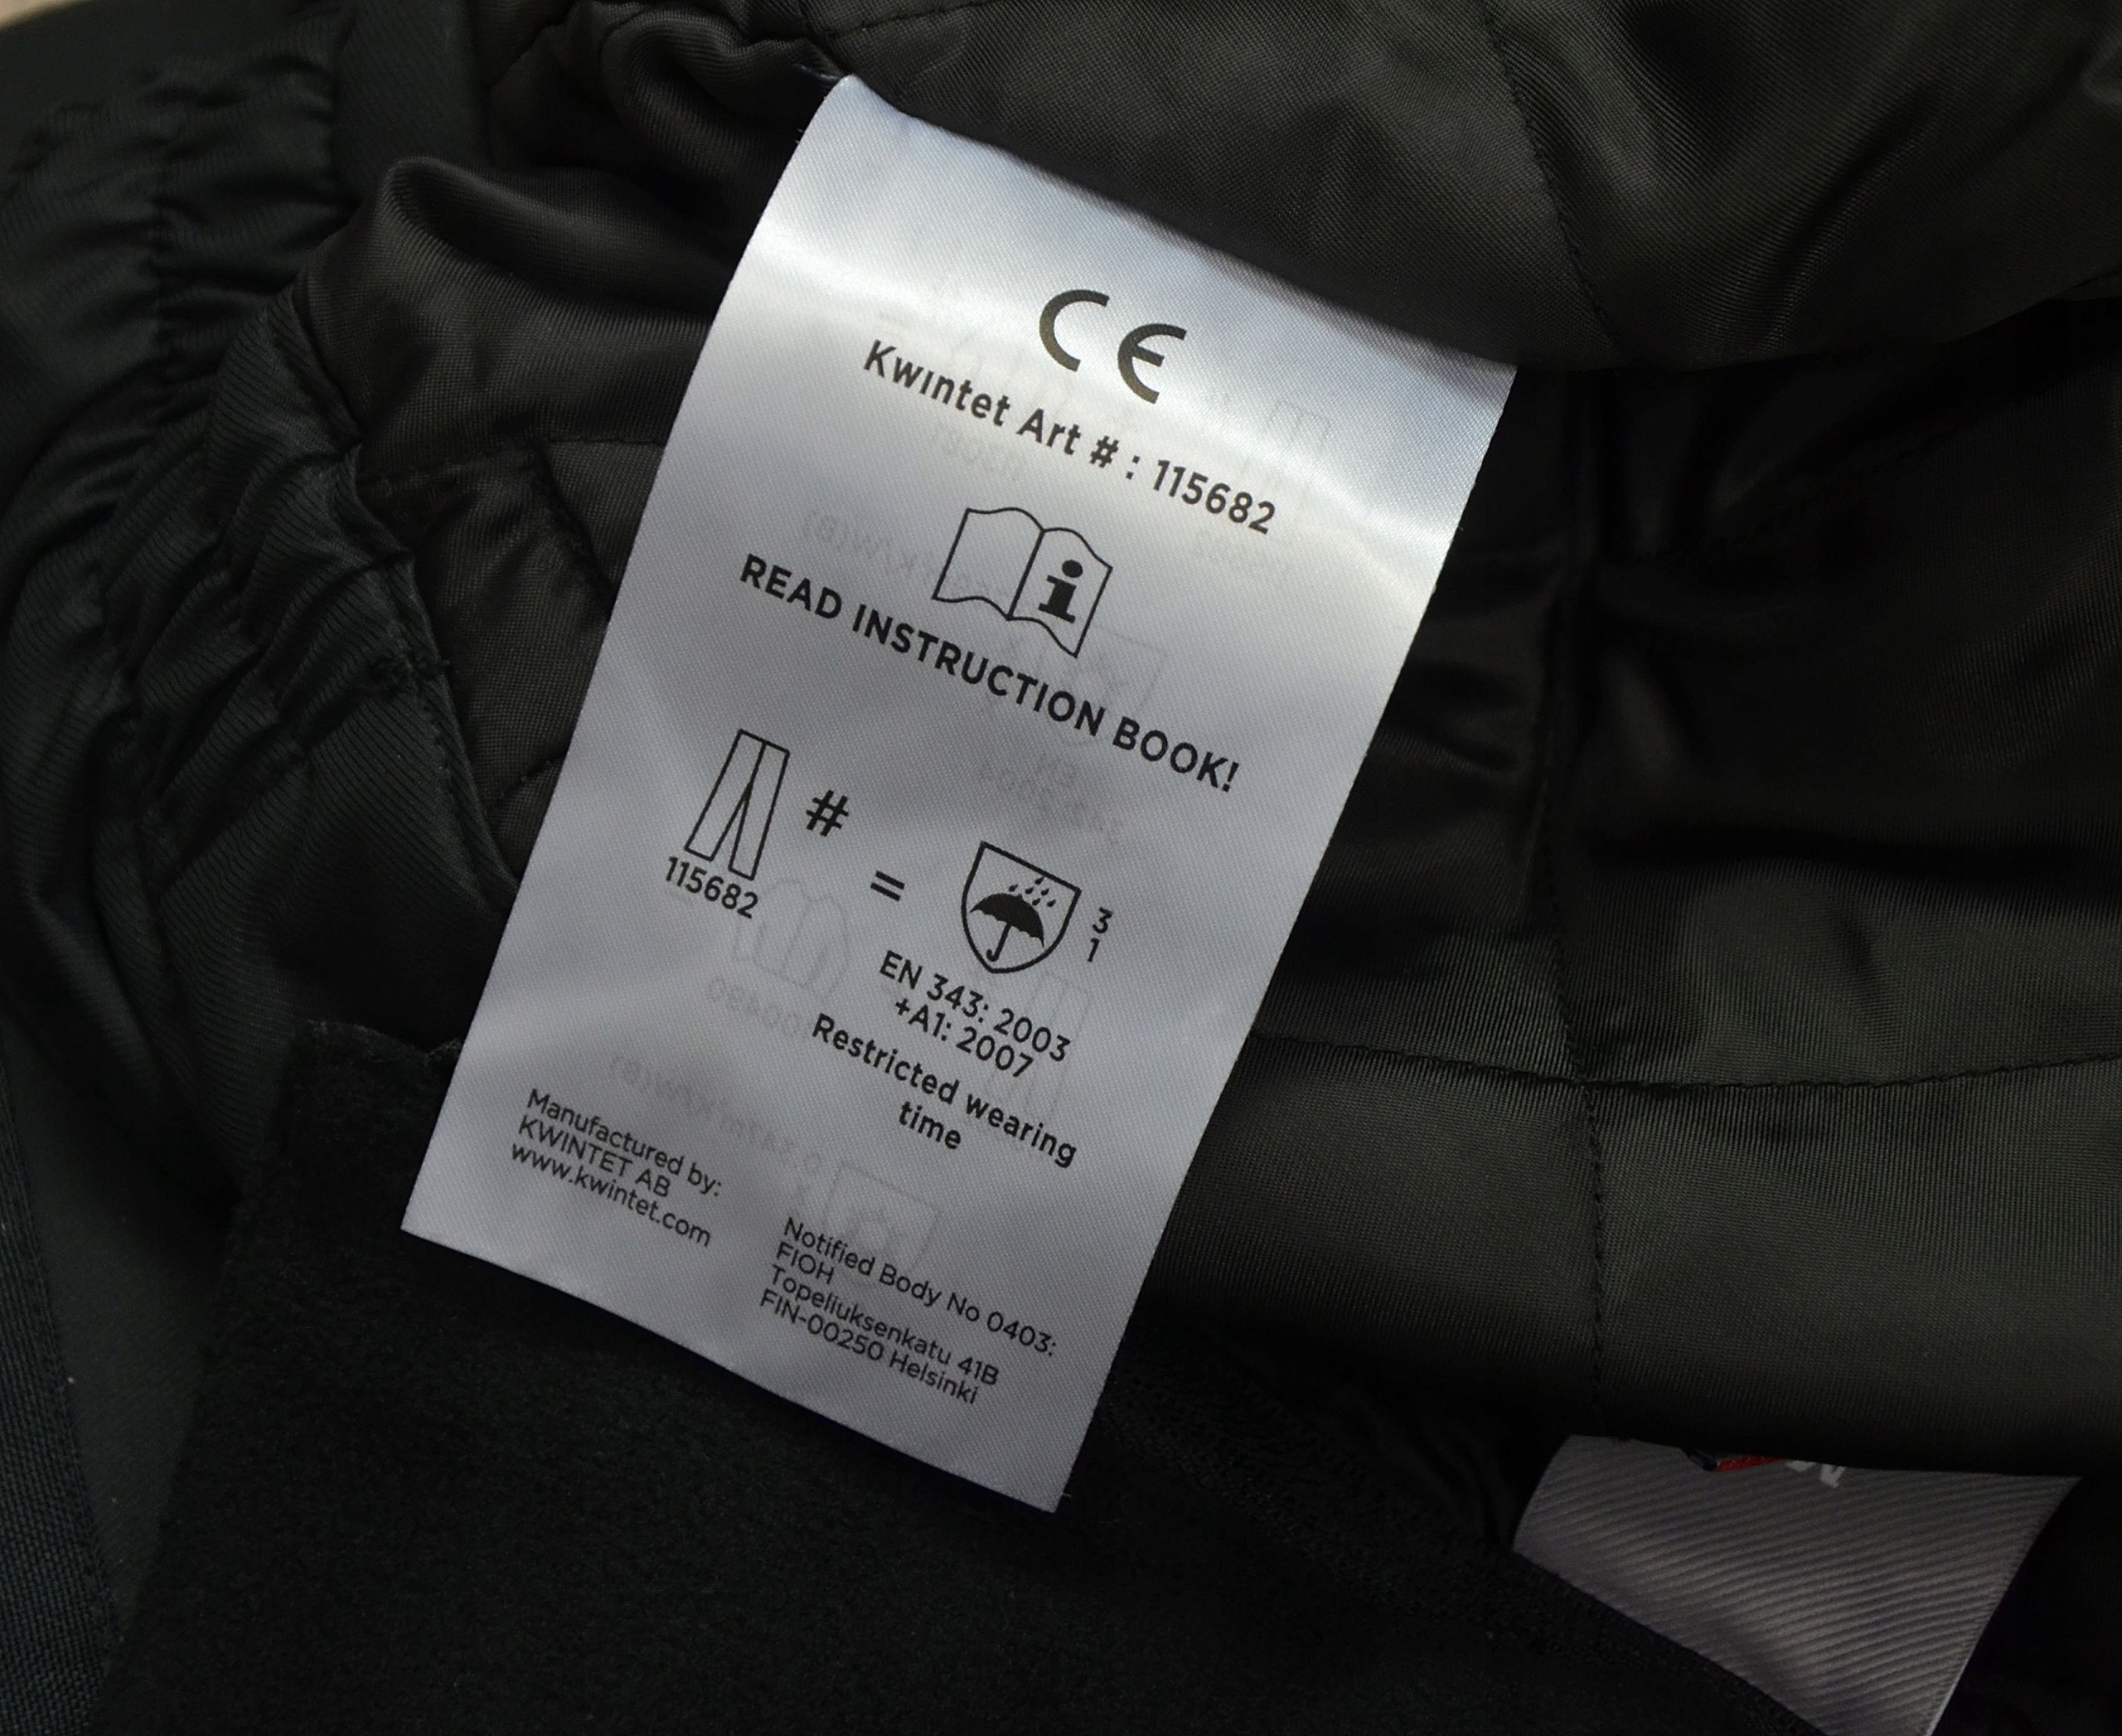 CE
Kwintet Art # : 115682
i
READ INSTRUCTION BOOK!
#
=
115682
3
1
EN 343: 2003
+A1: 2007
Restricted wearing
time
Manufactured by:
KWINTET AB
www.kwintet.com
Notified Body No 0403:
FIOH
Topeliuksenkatu 41B
FIN-00250 Helsinki